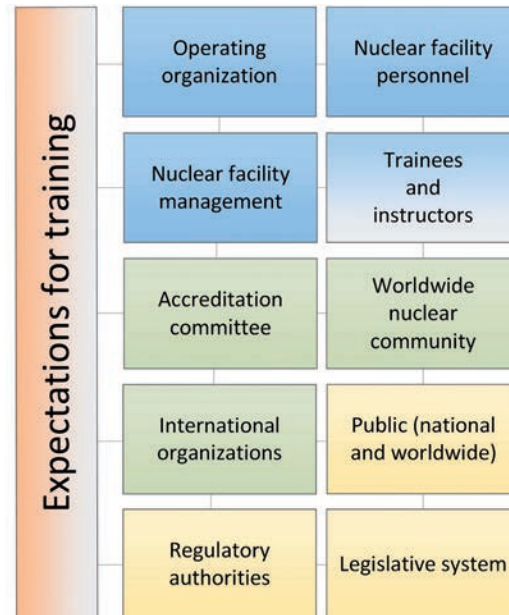 Expectations for training
Operating
organization
Nuclear facility
personnel
Nuclear facility
management
Trainees
and
instructors
Accreditation
committee
Worldwide
nuclear
community
International
organizations
Public (national
and worldwide)
Regulatory
authorities
Legislative system